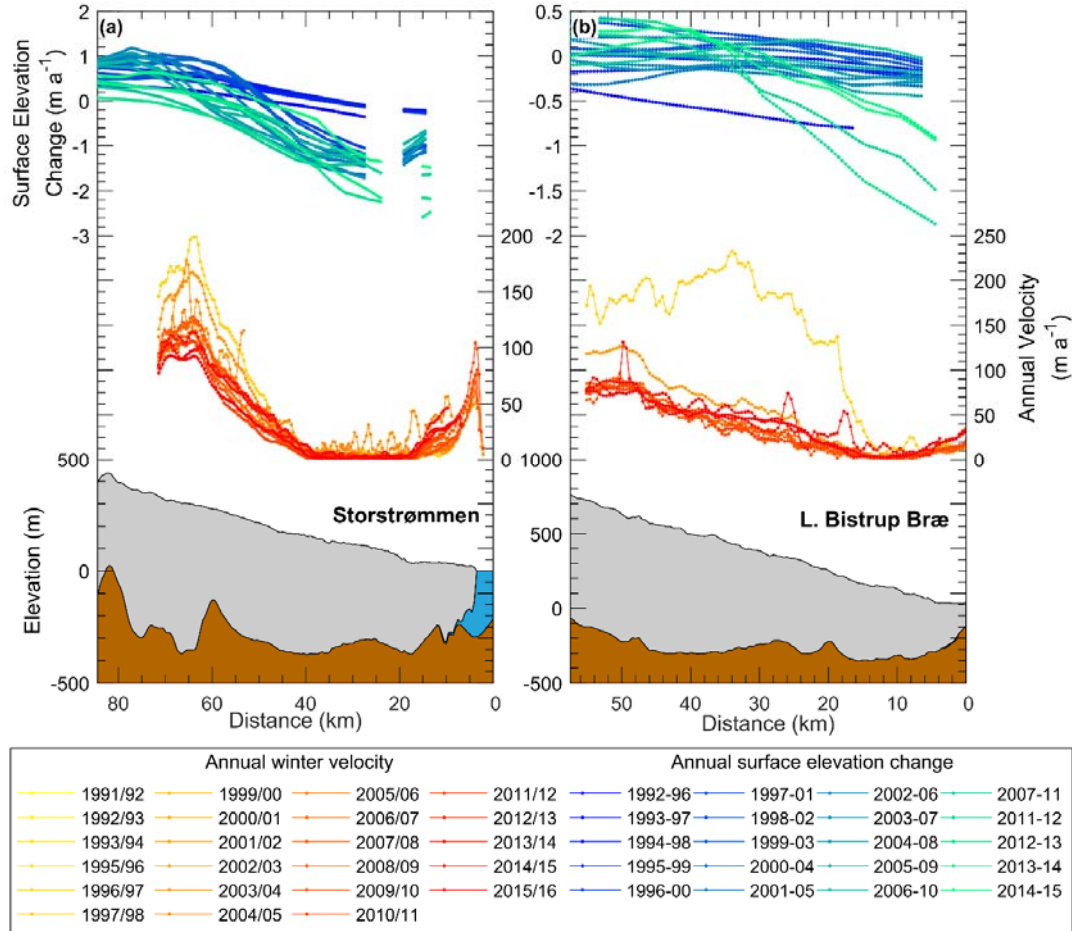 (a)
(b)
Surface Elevation
Change (m a⁻¹)
2
1
0
-1
-2
-3
0.5
0
-0.5
-1
-1.5
-2
200
150
100
50
0
250
200
150
100
50
0
Annual Velocity
(m a⁻¹)
Elevation (m)
500
0
-500
1000
500
0
-500
Storstrømmen
L. Bistrup Bræ
80 60 40 20 0
50 40 30 20 10 0
Distance (km)
Distance (km)
Annual winter velocity
Annual surface elevation change
1991/92 1999/00 2005/06 2011/12 1992-96 1997-01 2002-06 2007-11
1992/93 2000/01 2006/07 2012/13 1993-97 1998-02 2003-07 2011-12
1993/94 2001/02 2007/08 2013/14 1994-98 1999-03 2004-08 2012-13
1995/96 2002/03 2008/09 2014/15 1995-99 2000-04 2005-09 2013-14
1996/97 2003/04 2009/10 2015/16 1996-00 2001-05 2006-10 2014-15
1997/98 2004/05 2010/11